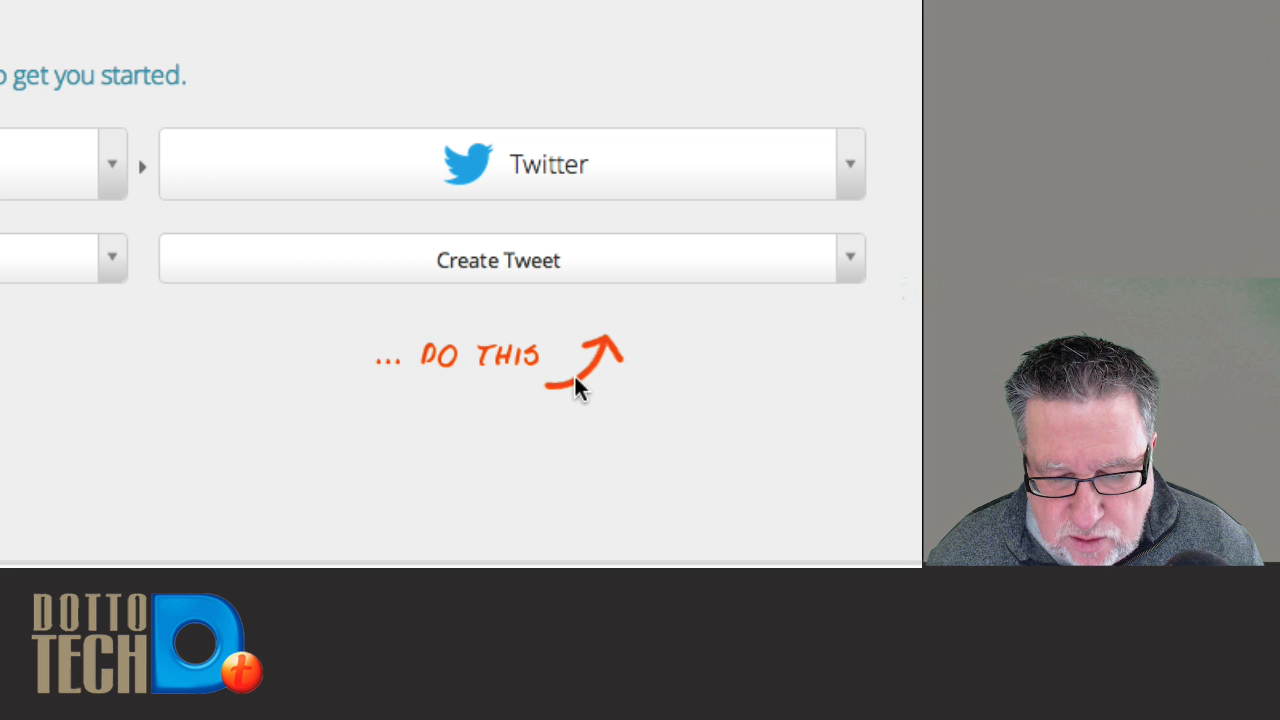 get you started.
Twitter
Create Tweet
... DO THIS
DOTTO
TECH
t